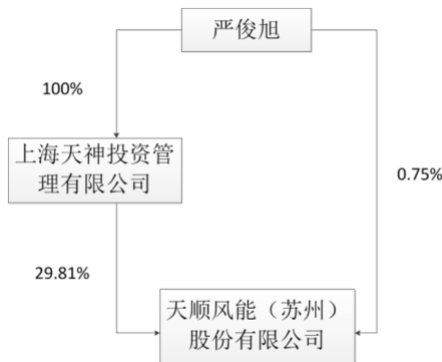 严俊旭
100%
上海天神投资管
理有限公司
0.75%
29.81%
天顺风能（苏州）
股份有限公司